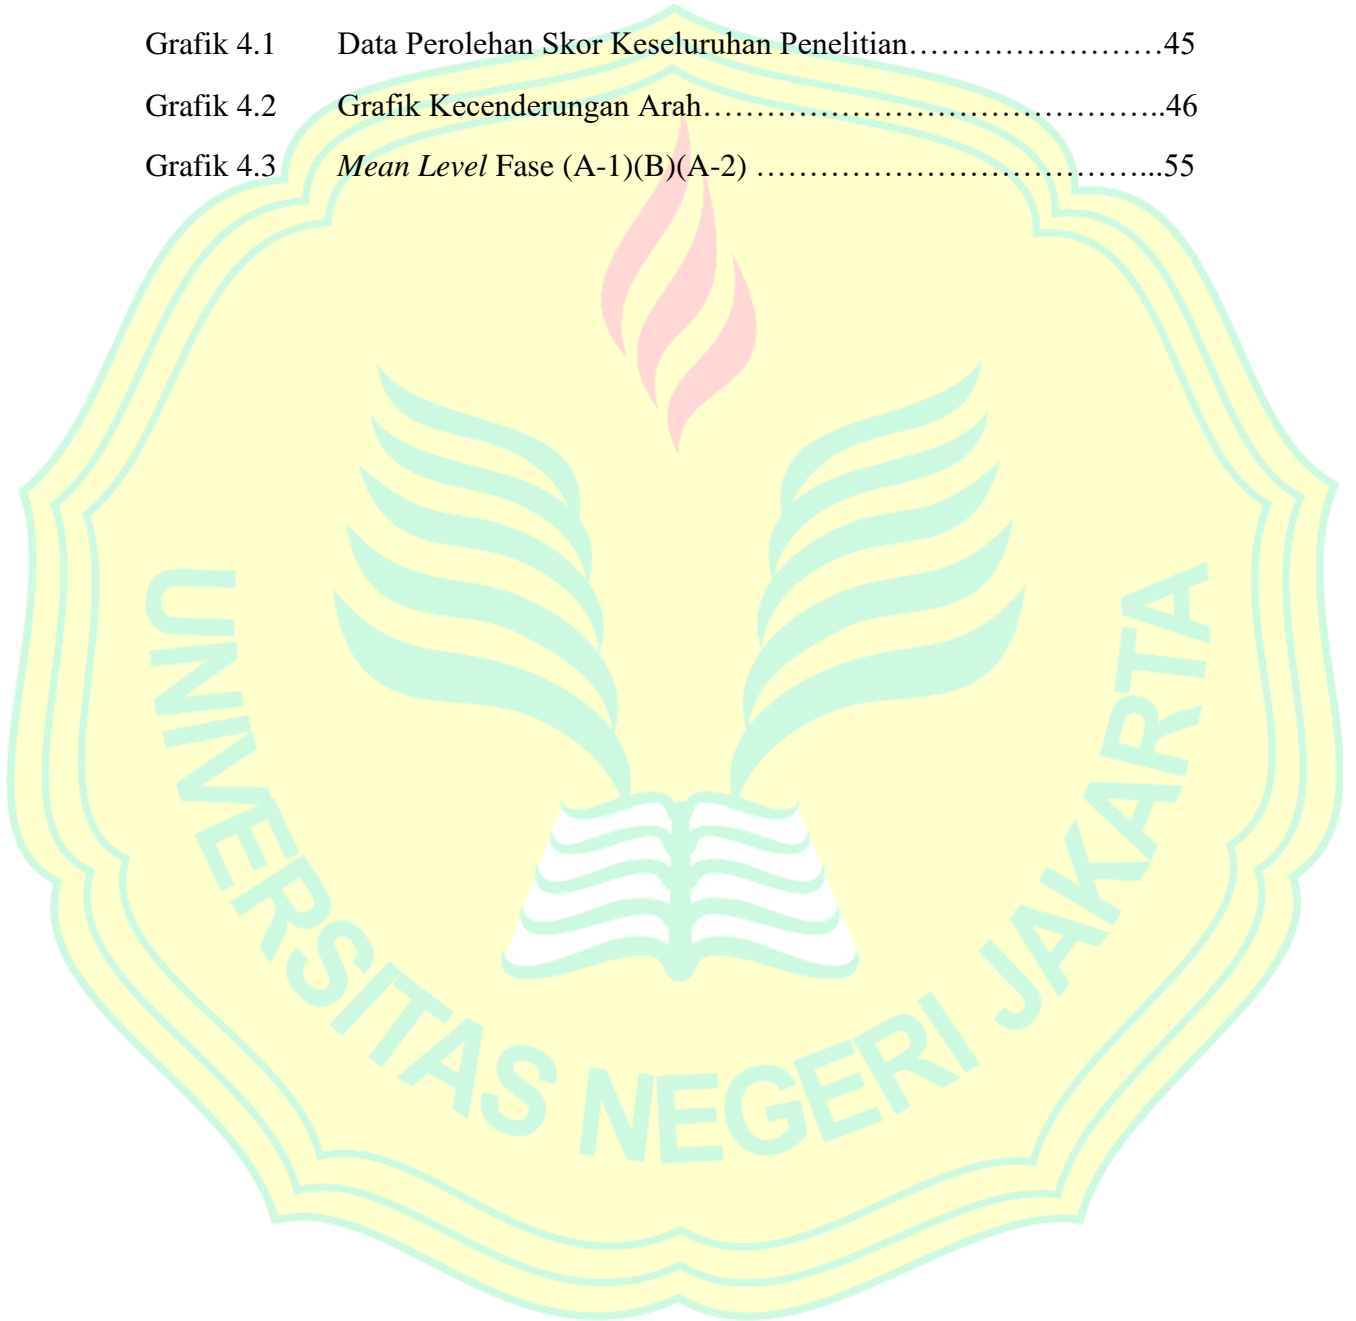 Grafik 4.1 Data Perolehan Skor Keseluruhan Penelitian……………………45
Grafik 4.2 Grafik Kecenderungan Arah……………………………………..46
Grafik 4.3 Mean Level Fase (A-1)(B)(A-2) ………………………………...55
UNIVERSITAS NEGERI JAKARTA